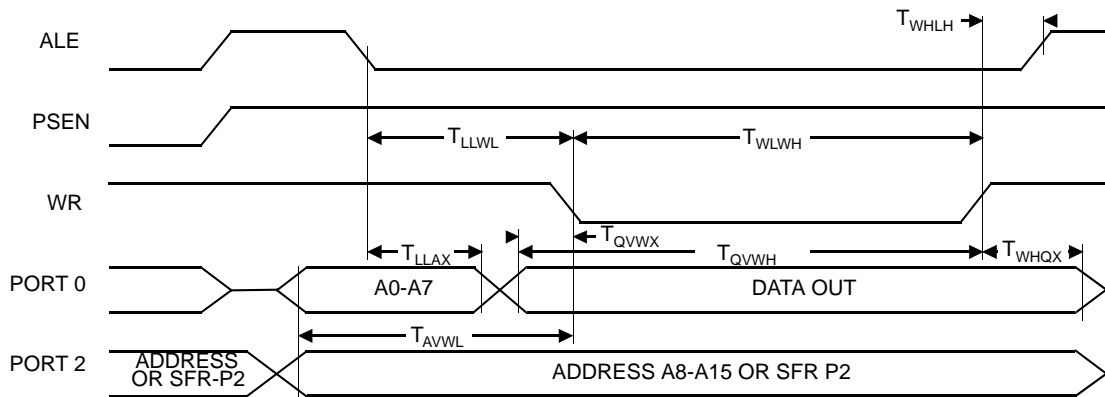 ALE
T_WHLH
PSEN
T_LLWL
T_WLWH
WR
T_LLAX
T_QVWX
T_QVWH
T_WHQX
PORT 0
A0-A7
DATA OUT
T_AVWL
PORT 2
ADDRESS
OR SFR-P2
ADDRESS A8-A15 OR SFR P2